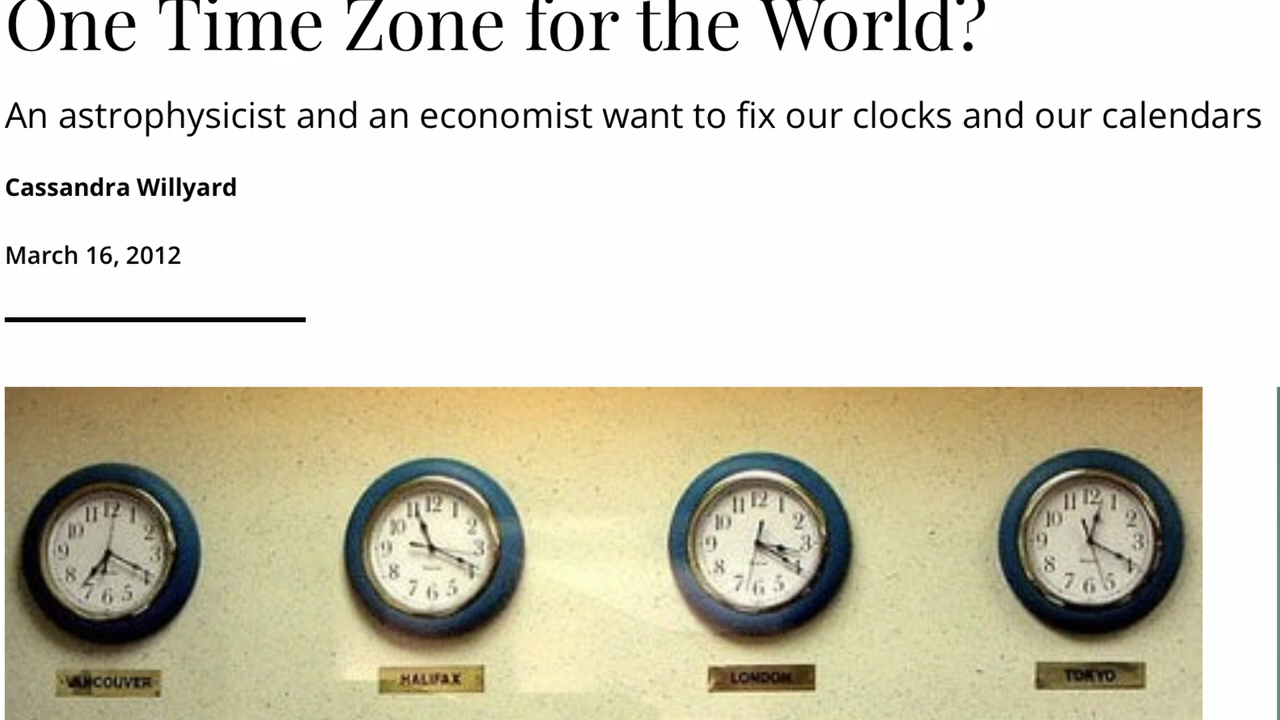 One Time Zone for the World?
An astrophysicist and an economist want to fix our clocks and our calendars
Cassandra Willyard
March 16, 2012
VANCOUVER
HALIFAX
LONDON
TOKYO